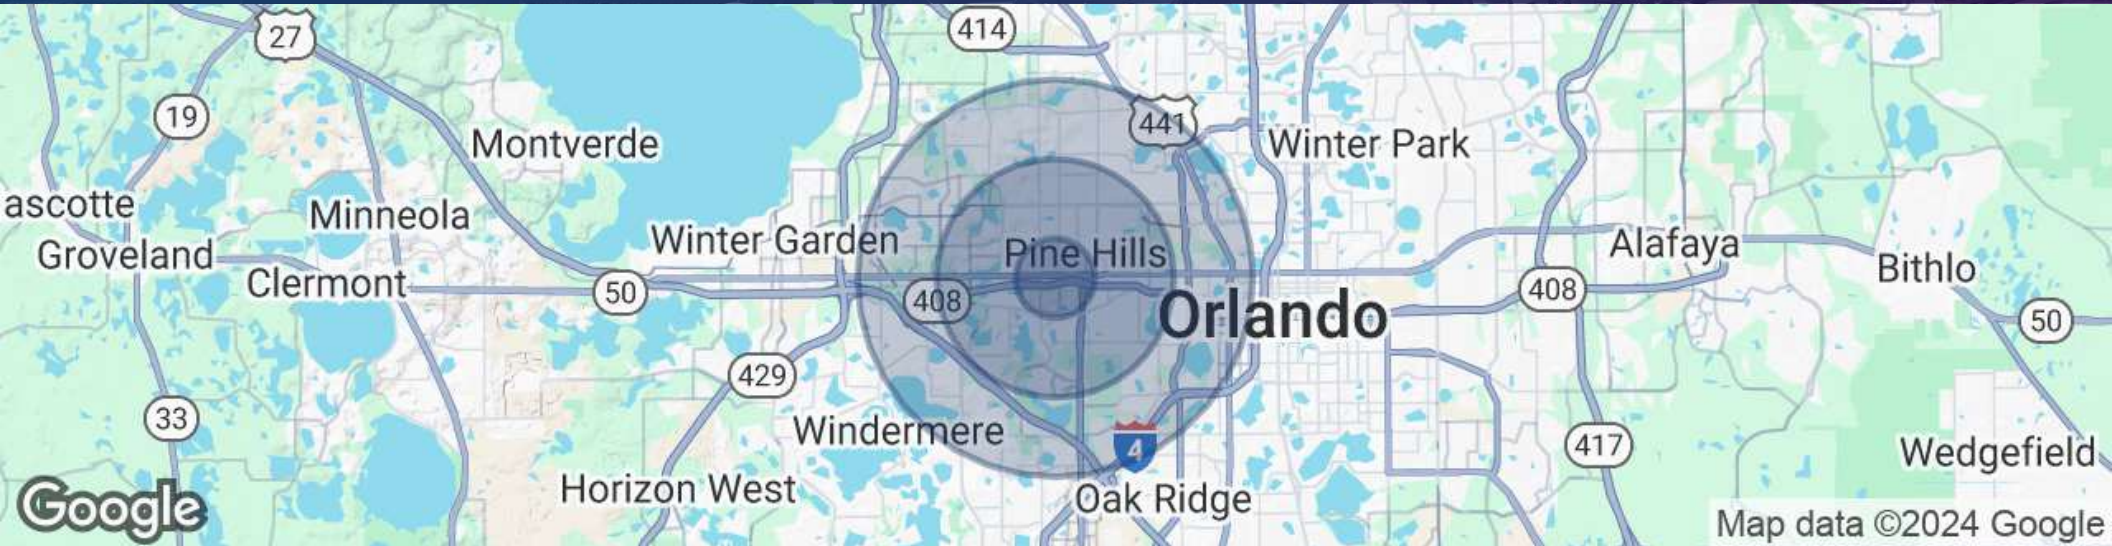 27
414
19
441
Montverde
Winter Park
ascotte
Minneola
Winter Garden
Pine Hills
Alafaya
Groveland
Clermont
Bithlo
50
408
Orlando
408
50
429
33
Windermere
4
417
Wedgefield
Horizon West
Oak Ridge
Google
Map data ©2024 Google